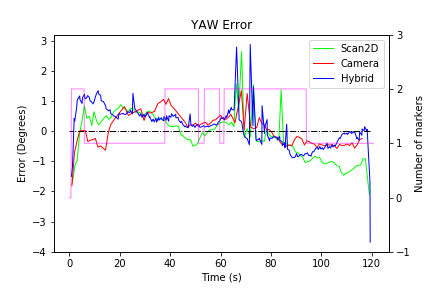 YAW Error
Scan2D
Camera
Hybrid
Error (Degrees)
3
2
1
0
−1
−2
−3
−4
3
2
1
0
−1
Number of markers
0 20 40 60 80 100 120
Time (s)